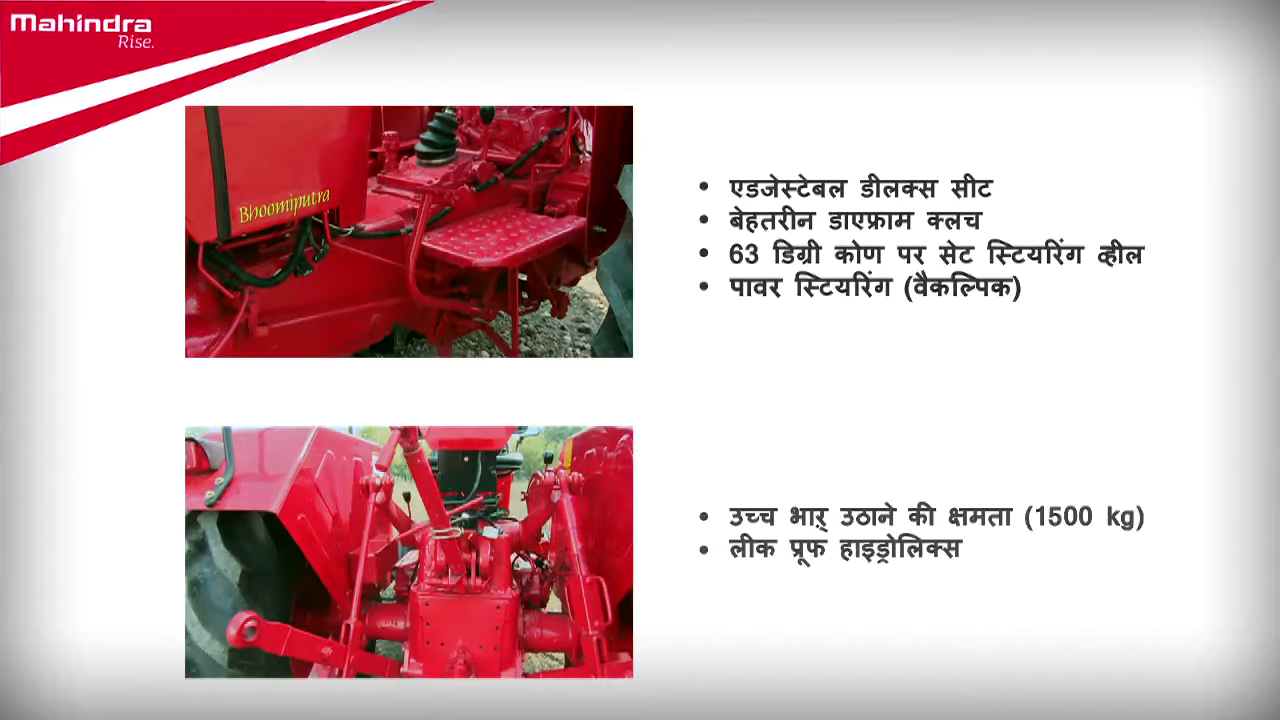 Mahindra
Rise.
Bhoomiputra
• एडजेस्टेबल डीलक्स सीट
• बेहतरीन डाएफ्राम क्लच
• 63 डिग्री कोण पर सेट स्टियरिंग व्हील
• पावर स्टियरिंग (वैकल्पिक)
• उच्च भाऱ् उठाने की क्षमता (1500 kg)
• लीक प्रूफ हाइड्रोलिक्स